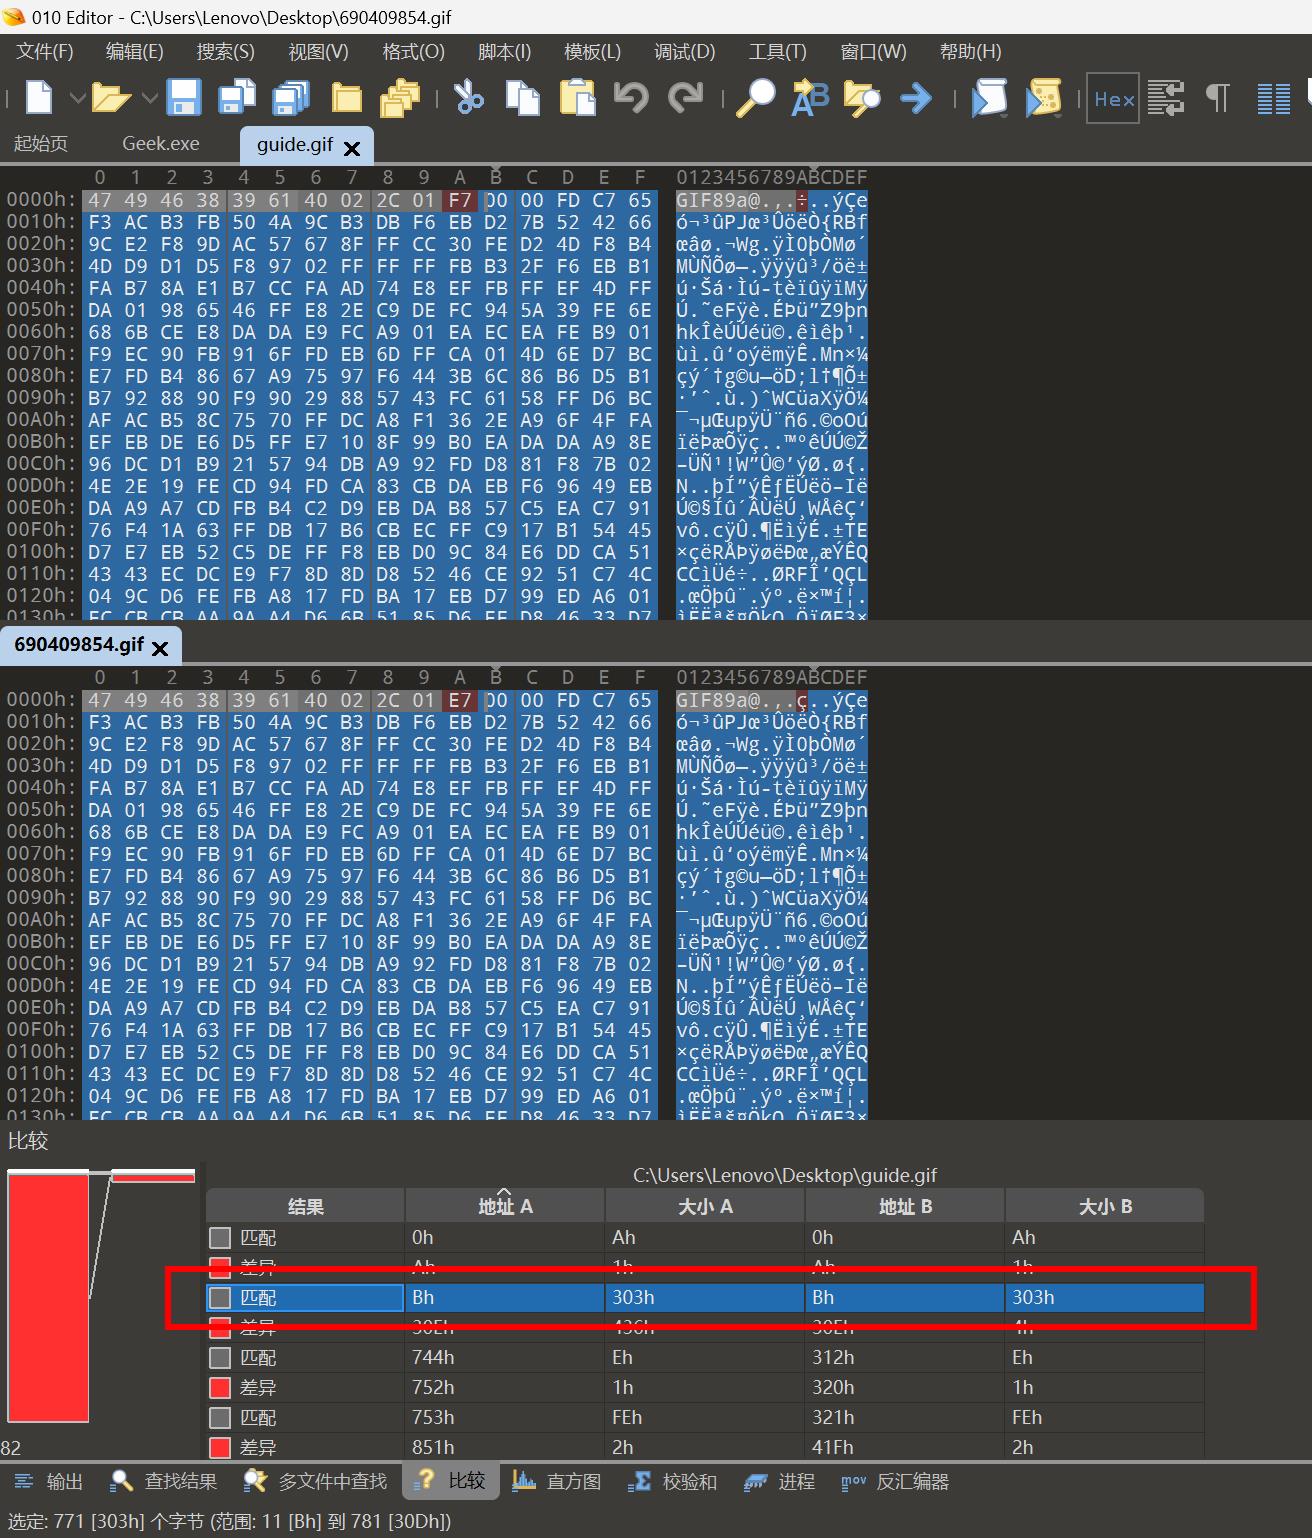 010 Editor - C:\Users\Lenovo\Desktop\690409854.gif
文件(F) 编辑(E) 搜索(S) 视图(V) 格式(O) 脚本(I) 模板(L) 调试(D) 工具(T) 窗口(W) 帮助(H)
Hex
起始页 Geek.exe guide.gif
0 1 2 3 4 5 6 7 8 9 A B C D E F 0123456789ABCDEF
0000h: 47 49 46 38 39 61 40 02 2C 01 F7 00 00 FD C7 65 GIF89a@.,.÷..ýÇe
0010h: F3 AC B3 FB 50 4A 9C B3 DB F6 EB D2 7B 52 42 66 ó¬³ûPJœ³ÛöëÒ{RBf
0020h: 9C E2 F8 9D AC 57 67 8F FF CC 30 FE D2 4D F8 B4 œâø.¬Wg.ÿÌ0þÒMø´
0030h: 4D D9 D1 D5 F8 97 02 FF FF FF FB B3 2F F6 EB B1 MÙÑÕø—.ÿÿÿû³/öë±
0040h: FA B7 8A E1 B7 CC FA AD 74 E8 EF FB FF EF 4D FF ú·Šá·Ìú-tèïûÿïMÿ
0050h: DA 01 98 65 46 FF E8 2E C9 DE FC 94 5A 39 FE 6E Ú.˜eFÿè.ÉÞü”Z9þn
0060h: 68 6B CE E8 DA DA E9 FC A9 01 EA EC EA FE B9 01 hkÎèÚÚéü©.êìêþ¹.
0070h: F9 EC 90 FB 91 6F FF EB 6D FF CA 01 4D 6E D7 BC ùì.û‘oýëmÿÊ.Mn×¼
0080h: E7 FD B4 86 67 A9 75 97 F6 44 3B 6C 86 B6 D5 B1 çý´†g©u—öD;l†¶Õ±
0090h: B7 92 88 90 F9 90 29 88 57 43 FC 61 58 FF D6 BC ·’ˆ.ù.)ˆWCüaXÿÖ¼
00A0h: AF AC B5 8C 75 70 FF DC A8 F1 36 2E A9 6F 4F FA ¯¬µŒupÿÜ¨ñ6.©oOú
00B0h: EF EB DE E6 D5 FF E7 10 8F 99 B0 EA DA DA A9 8E ïëÞæÕÿç..™°êÚÚ©Ž
00C0h: 96 DC D1 B9 21 57 94 DB A9 92 FD D8 81 F8 7B 02 –ÜÑ¹!W”Û©’ýØ.ø{.
00D0h: 4E 2E 19 FE CD 94 FD CA 83 CB DA EB F6 96 49 EB N..þÍ”ýÊƒËÚëö–Ië
00E0h: DA A9 A7 CD FB B4 C2 D9 EB DA B8 57 C5 EA C7 91 Ú©§Íû´ÂÙëÚ¸WÅêÇ‘
00F0h: 76 F4 1A 63 FF DB 17 B6 CB EC FF C9 17 B1 54 45 vô.cÿÛ.¶ËìÿÉ.±TE
0100h: D7 E7 EB 52 C5 DE FF F8 EB D0 9C 84 E6 DD CA 51 ×çëRÅÞÿøëÐœ„æÝÊQ
0110h: 43 43 EC DC E9 F7 8D 8D D8 52 46 CE 92 51 C7 4C CCìÜé÷..ØRFÎ’QÇL
0120h: 04 9C D6 FE FB A8 17 FD BA 17 EB D7 99 ED A6 01 .œÖþû¨.ýº.ë×™í¦.
0130h: EC CB CB AA 9A A4 D6 6B 51 85 D6 EF D8 46 33 D7
690409854.gif
0 1 2 3 4 5 6 7 8 9 A B C D E F 0123456789ABCDEF
0000h: 47 49 46 38 39 61 40 02 2C 01 E7 00 00 FD C7 65 GIF89a@.,.ç..ýÇe
0010h: F3 AC B3 FB 50 4A 9C B3 DB F6 EB D2 7B 52 42 66 ó¬³ûPJœ³ÛöëÒ{RBf
0020h: 9C E2 F8 9D AC 57 67 8F FF CC 30 FE D2 4D F8 B4 œâø.¬Wg.ÿÌ0þÒMø´
0030h: 4D D9 D1 D5 F8 97 02 FF FF FF FB B3 2F F6 EB B1 MÙÑÕø—.ÿÿÿû³/öë±
0040h: FA B7 8A E1 B7 CC FA AD 74 E8 EF FB FF EF 4D FF ú·Šá·Ìú-tèïûÿïMÿ
0050h: DA 01 98 65 46 FF E8 2E C9 DE FC 94 5A 39 FE 6E Ú.˜eFÿè.ÉÞü”Z9þn
0060h: 68 6B CE E8 DA DA E9 FC A9 01 EA EC EA FE B9 01 hkÎèÚÚéü©.êìêþ¹.
0070h: F9 EC 90 FB 91 6F FD EB 6D FF CA 01 4D 6E D7 BC ùì.û‘oýëmÿÊ.Mn×¼
0080h: E7 FD B4 86 67 A9 75 97 F6 44 3B 6C 86 B6 D5 B1 çý´†g©u—öD;l†¶Õ±
0090h: B7 92 88 90 F9 90 29 88 57 43 FC 61 58 FF D6 BC ·’ˆ.ù.)ˆWCüaXÿÖ¼
00A0h: AF AC B5 8C 75 70 FF DC A8 F1 36 2E A9 6F 4F FA ¯¬µŒupÿÜ¨ñ6.©oOú
00B0h: EF EB DE E6 D5 FF E7 10 8F 99 B0 EA DA DA A9 8E ïëÞæÕÿç..™°êÚÚ©Ž
00C0h: 96 DC D1 B9 21 57 94 DB A9 92 FD D8 81 F8 7B 02 –ÜÑ¹!W”Û©’ýØ.ø{.
00D0h: 4E 2E 19 FE CD 94 FD CA 83 CB DA EB F6 96 49 EB N..þÍ”ýÊƒËÚëö–Ië
00E0h: DA A9 A7 CD FB B4 C2 D9 EB DA B8 57 C5 EA C7 91 Ú©§Íû´ÂÙëÚ¸WÅêÇ‘
00F0h: 76 F4 1A 63 FF DB 17 B6 CB EC FF C9 17 B1 54 45 vô.cÿÛ.¶ËìÿÉ.±TE
0100h: D7 E7 EB 52 C5 DE FF F8 EB D0 9C 84 E6 DD CA 51 ×çëRÅÞÿøëÐœ„æÝÊQ
0110h: 43 43 EC DC E9 F7 8D 8D D8 52 46 CE 92 51 C7 4C CCìÜé÷..ØRFÎ’QÇL
0120h: 04 9C D6 FE FB A8 17 FD BA 17 EB D7 99 ED A6 01 .œÖþû¨.ýº.ë×™í¦.
0130h: EC CB CB AA 9A A4 D6 6B 51 85 D6 EF D8 46 33 D7
比较
C:\Users\Lenovo\Desktop\guide.gif
结果 地址 A 大小 A 地址 B 大小 B
匹配 0h Ah 0h Ah
差异 Ah 1h Ah 1h
匹配 Bh 303h Bh 303h
差异 30Eh 436h 30Eh 4h
匹配 744h Eh 312h Eh
差异 752h 1h 320h 1h
匹配 753h FEh 321h FEh
差异 851h 2h 41Fh 2h
82
输出 查找结果 多文件中查找 比较 直方图 校验和 进程 mov 反汇编器
选定: 771 [303h] 个字节 (范围: 11 [Bh] 到 781 [30Dh])